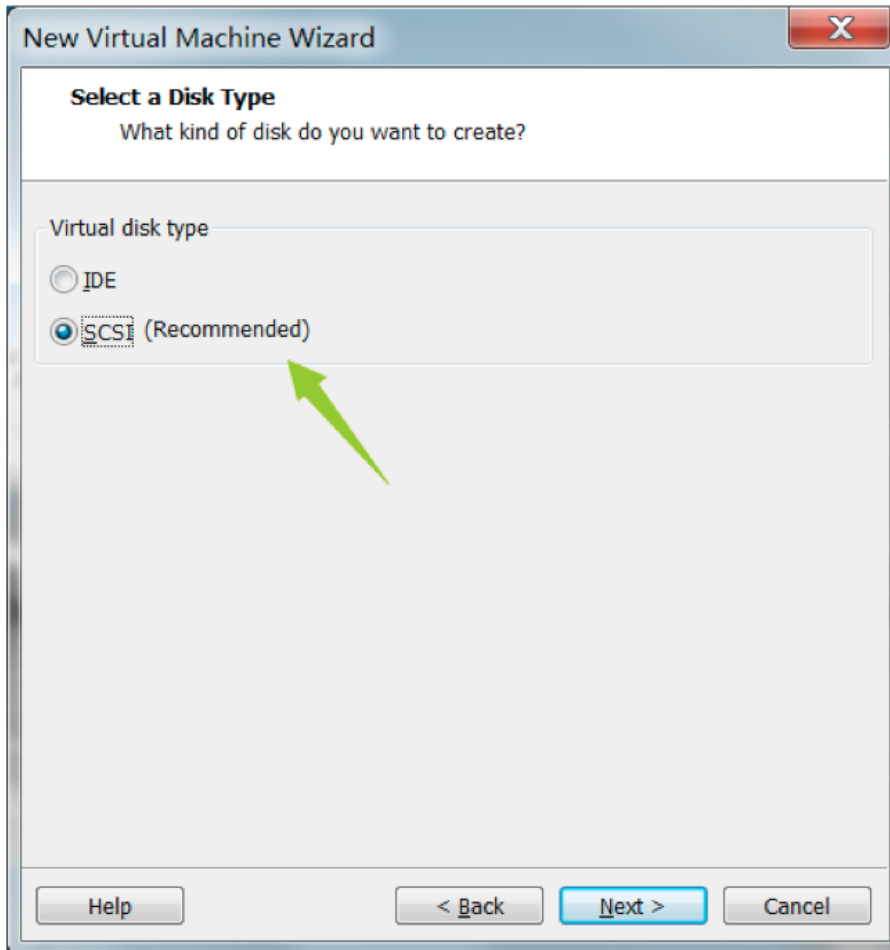 New Virtual Machine Wizard
Select a Disk Type
What kind of disk do you want to create?
Virtual disk type
IDE
SCSI (Recommended)
Help
< Back
Next >
Cancel